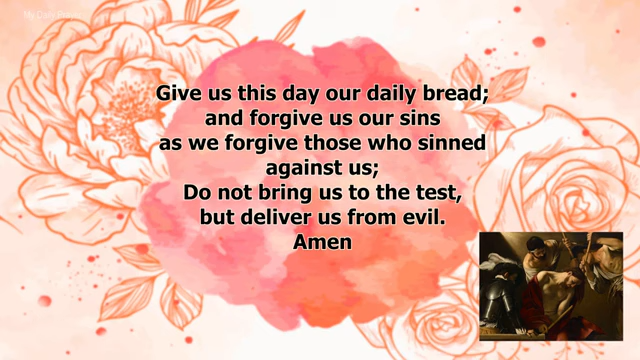 Give us this day our daily bread;
and forgive us our sins
as we forgive those who sinned
against us;
Do not bring us to the test,
but deliver us from evil.
Amen